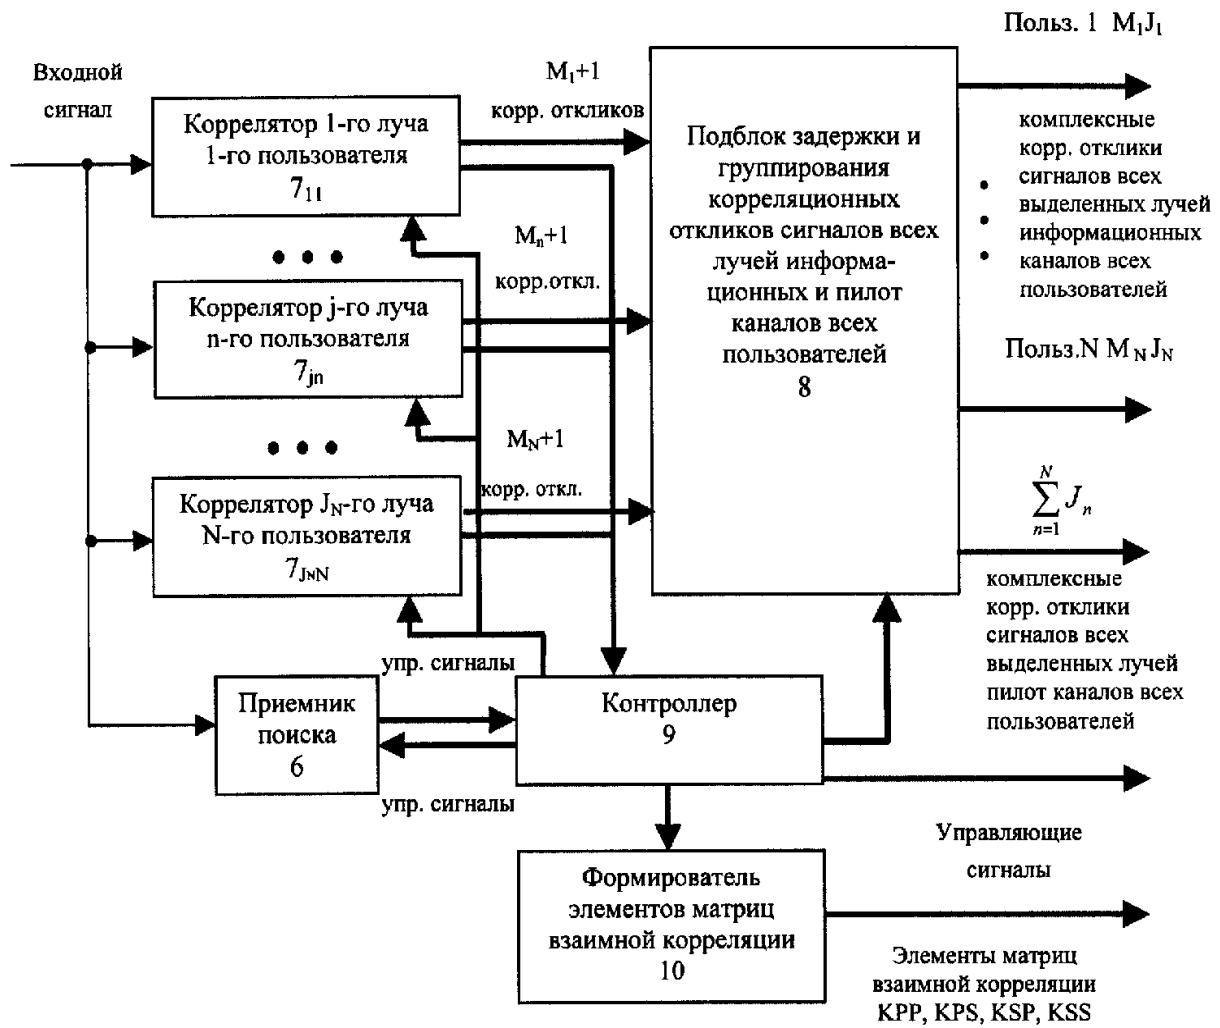 Польз. 1 M₁J₁
Входной
сигнал
M₁+1
корр. откликов
Коррелятор 1-го луча
1-го пользователя
7₁₁
Подблок задержки и
группирования
корреляционных
откликов сигналов всех
лучей информа-
ционных и пилот
каналов всех
пользователей
8
комплексные
корр. отклики
сигналов всех
выделенных лучей
информационных
каналов всех
пользователей
• • •
Mₙ+1
корр.откл.
Коррелятор j-го луча
n-го пользователя
7jn
Польз.N M_N J_N
• • •
M_N+1
корр. откл.
Коррелятор J_N-го луча
N-го пользователя
7J_NN
N
∑ Jₙ
n=1
комплексные
корр. отклики
сигналов всех
выделенных лучей
пилот каналов всех
пользователей
упр. сигналы
Приемник
поиска
6
Контроллер
9
упр. сигналы
Управляющие
сигналы
Формирователь
элементов матриц
взаимной корреляции
10
Элементы матриц
взаимной корреляции
KPP, KPS, KSP, KSS